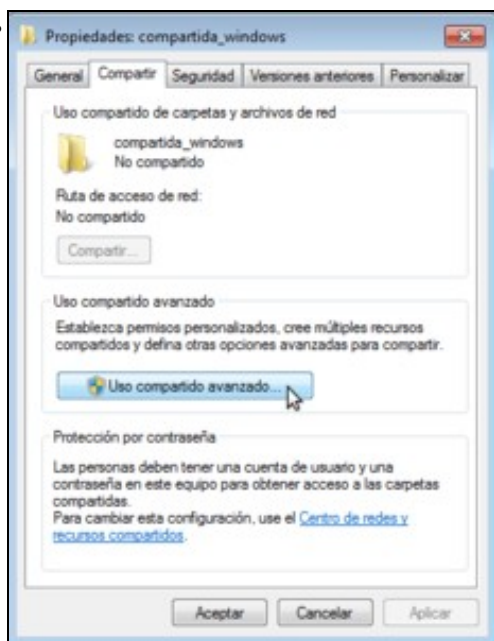 Propiedades: compartida_windows
General Compartir Seguridad Versiones anteriores Personalizar
Uso compartido de carpetas y archivos de red
compartida_windows
No compartido
Ruta de acceso de red:
No compartido
Compartir...
Uso compartido avanzado
Establezca permisos personalizados, cree múltiples recursos
compartidos y defina otras opciones avanzadas para compartir.
Uso compartido avanzado...
Protección por contraseña
Las personas deben tener una cuenta de usuario y una
contraseña en este equipo para obtener acceso a las carpetas
compartidas.
Para cambiar esta configuración, use el Centro de redes y
recursos compartidos.
Aceptar Cancelar Aplicar